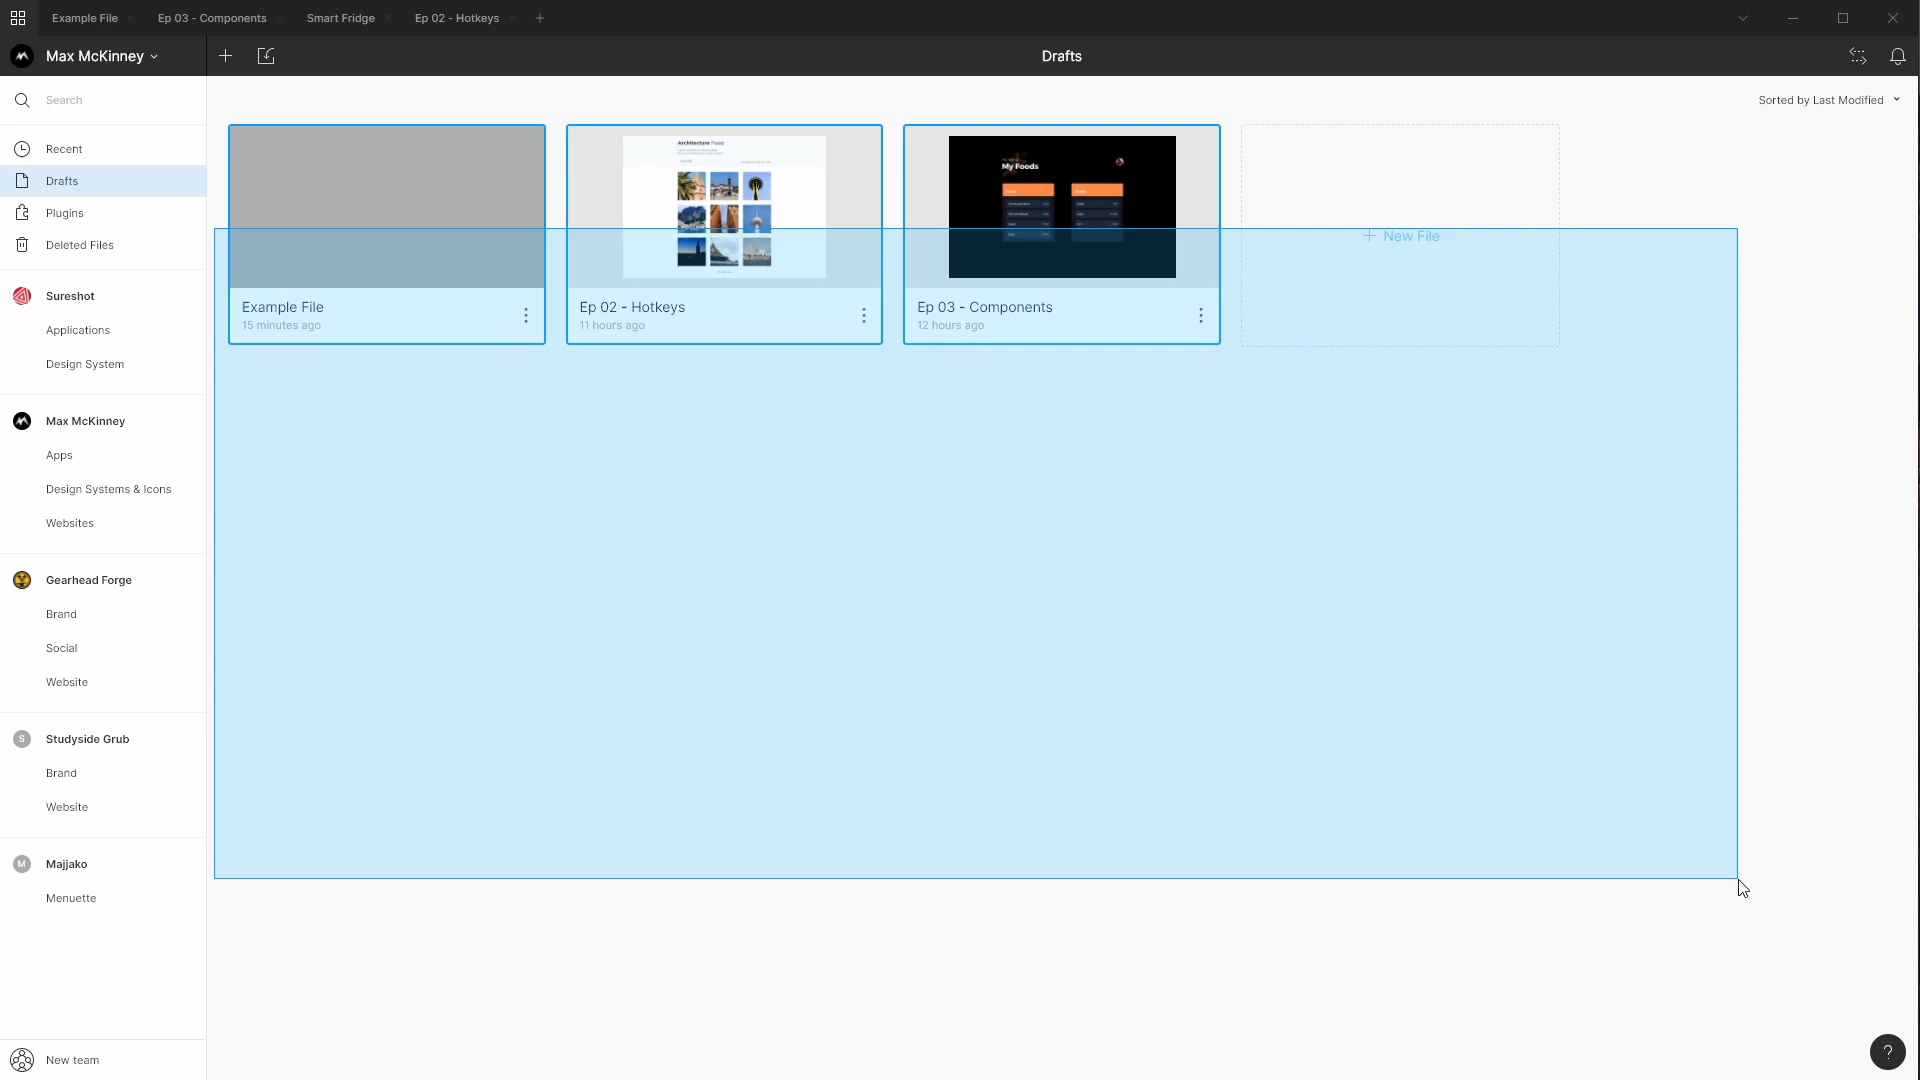 Example File
Ep 03 - Components
Smart Fridge
Ep 02 - Hotkeys
Max McKinney
Drafts
Search
Sorted by Last Modified
Recent
Drafts
Plugins
Deleted Files
Sureshot
Applications
Design System
Max McKinney
Apps
Design Systems & Icons
Websites
Gearhead Forge
Brand
Social
Website
S
Studyside Grub
Brand
Website
M
Majjako
Menuette
New team
Architecture Feed
My Foods
+ New File
Example File
15 minutes ago
Ep 02 - Hotkeys
11 hours ago
Ep 03 - Components
12 hours ago
?